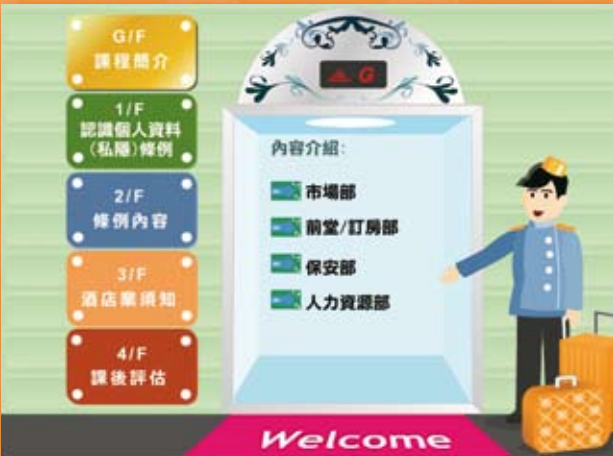 G/F
課程簡介
1/F
認識個人資料
(私隱)條例
2/F
條例內容
3/F
酒店業須知
4/F
課後評估
G
內容介紹:
市場部
前堂/訂房部
保安部
人力資源部
Welcome